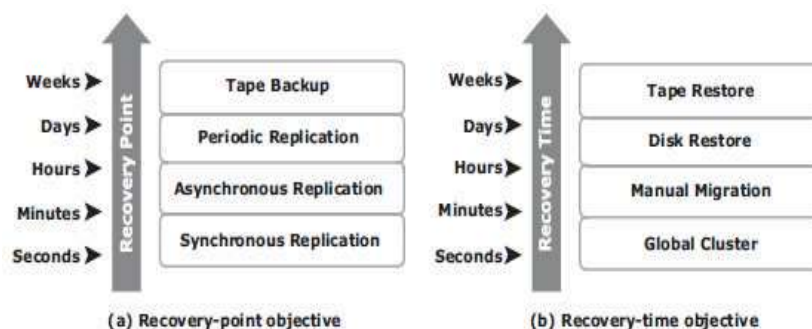 Weeks
Days
Hours
Minutes
Seconds
Recovery Point
Tape Backup
Periodic Replication
Asynchronous Replication
Synchronous Replication
(a) Recovery-point objective
Weeks
Days
Hours
Minutes
Seconds
Recovery Time
Tape Restore
Disk Restore
Manual Migration
Global Cluster
(b) Recovery-time objective